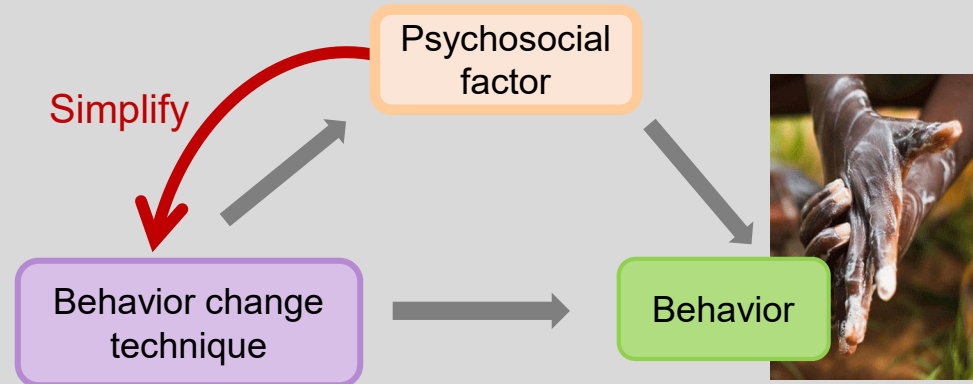 Psychosocial
factor
Simplify
Behavior change
technique
Behavior